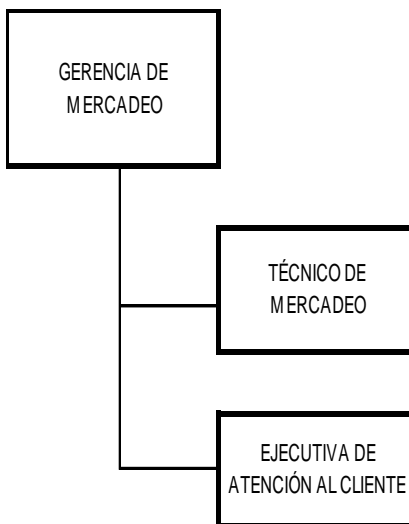 GERENCIA DE
MERCADEO
TÉCNICO DE
MERCADEO
EJECUTIVA DE
ATENCIÓN AL CLIENTE